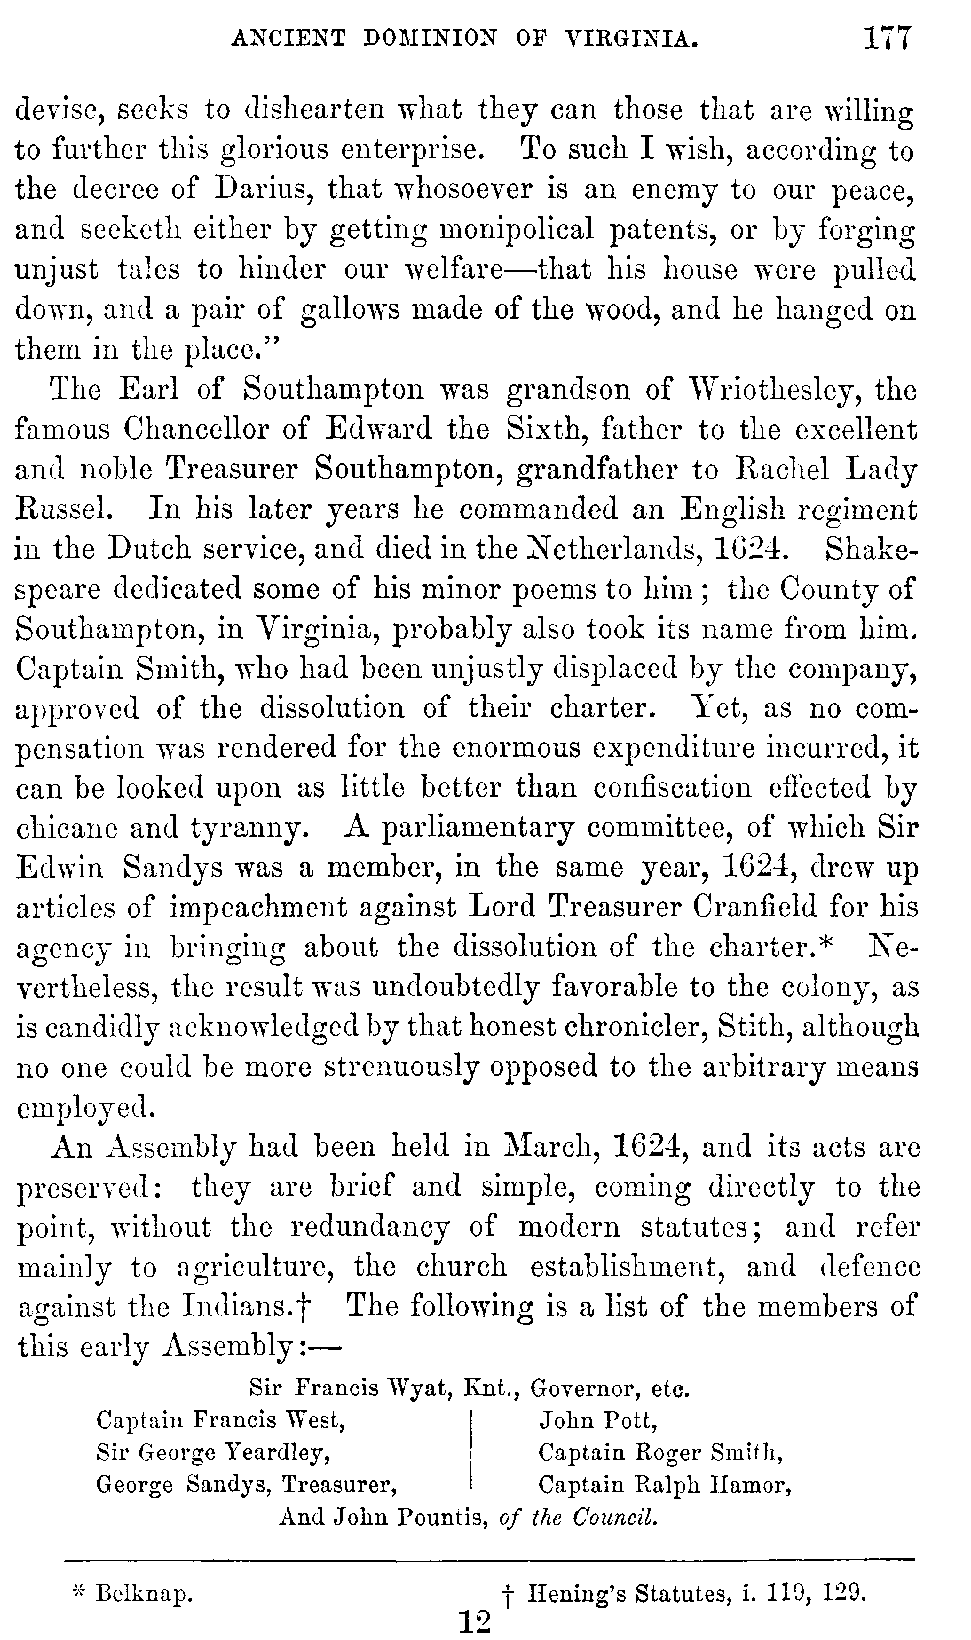 ANCIENT DOMINION OF VIRGINIA. 177
devise, seeks to dishearten what they can those that are willing
to further this glorious enterprise. To such I wish, according to
the decree of Darius, that whosoever is an enemy to our peace,
and seeketh either by getting monipolical patents, or by forging
unjust tales to hinder our welfare—that his house were pulled
down, and a pair of gallows made of the wood, and he hanged on
them in the place."
The Earl of Southampton was grandson of Wriothesley, the
famous Chancellor of Edward the Sixth, father to the excellent
and noble Treasurer Southampton, grandfather to Rachel Lady
Russel. In his later years he commanded an English regiment
in the Dutch service, and died in the Netherlands, 1624. Shake-
speare dedicated some of his minor poems to him; the County of
Southampton, in Virginia, probably also took its name from him.
Captain Smith, who had been unjustly displaced by the company,
approved of the dissolution of their charter. Yet, as no com-
pensation was rendered for the enormous expenditure incurred, it
can be looked upon as little better than confiscation effected by
chicane and tyranny. A parliamentary committee, of which Sir
Edwin Sandys was a member, in the same year, 1624, drew up
articles of impeachment against Lord Treasurer Cranfield for his
agency in bringing about the dissolution of the charter.* Ne-
vertheless, the result was undoubtedly favorable to the colony, as
is candidly acknowledged by that honest chronicler, Stith, although
no one could be more strenuously opposed to the arbitrary means
employed.
An Assembly had been held in March, 1624, and its acts are
preserved: they are brief and simple, coming directly to the
point, without the redundancy of modern statutes; and refer
mainly to agriculture, the church establishment, and defence
against the Indians.† The following is a list of the members of
this early Assembly:—
Sir Francis Wyat, Knt., Governor, etc.
Captain Francis West, John Pott,
Sir George Yeardley, Captain Roger Smith,
George Sandys, Treasurer, Captain Ralph Hamor,
And John Pountis, of the Council.
* Belknap. † Hening's Statutes, i. 119, 129.
12